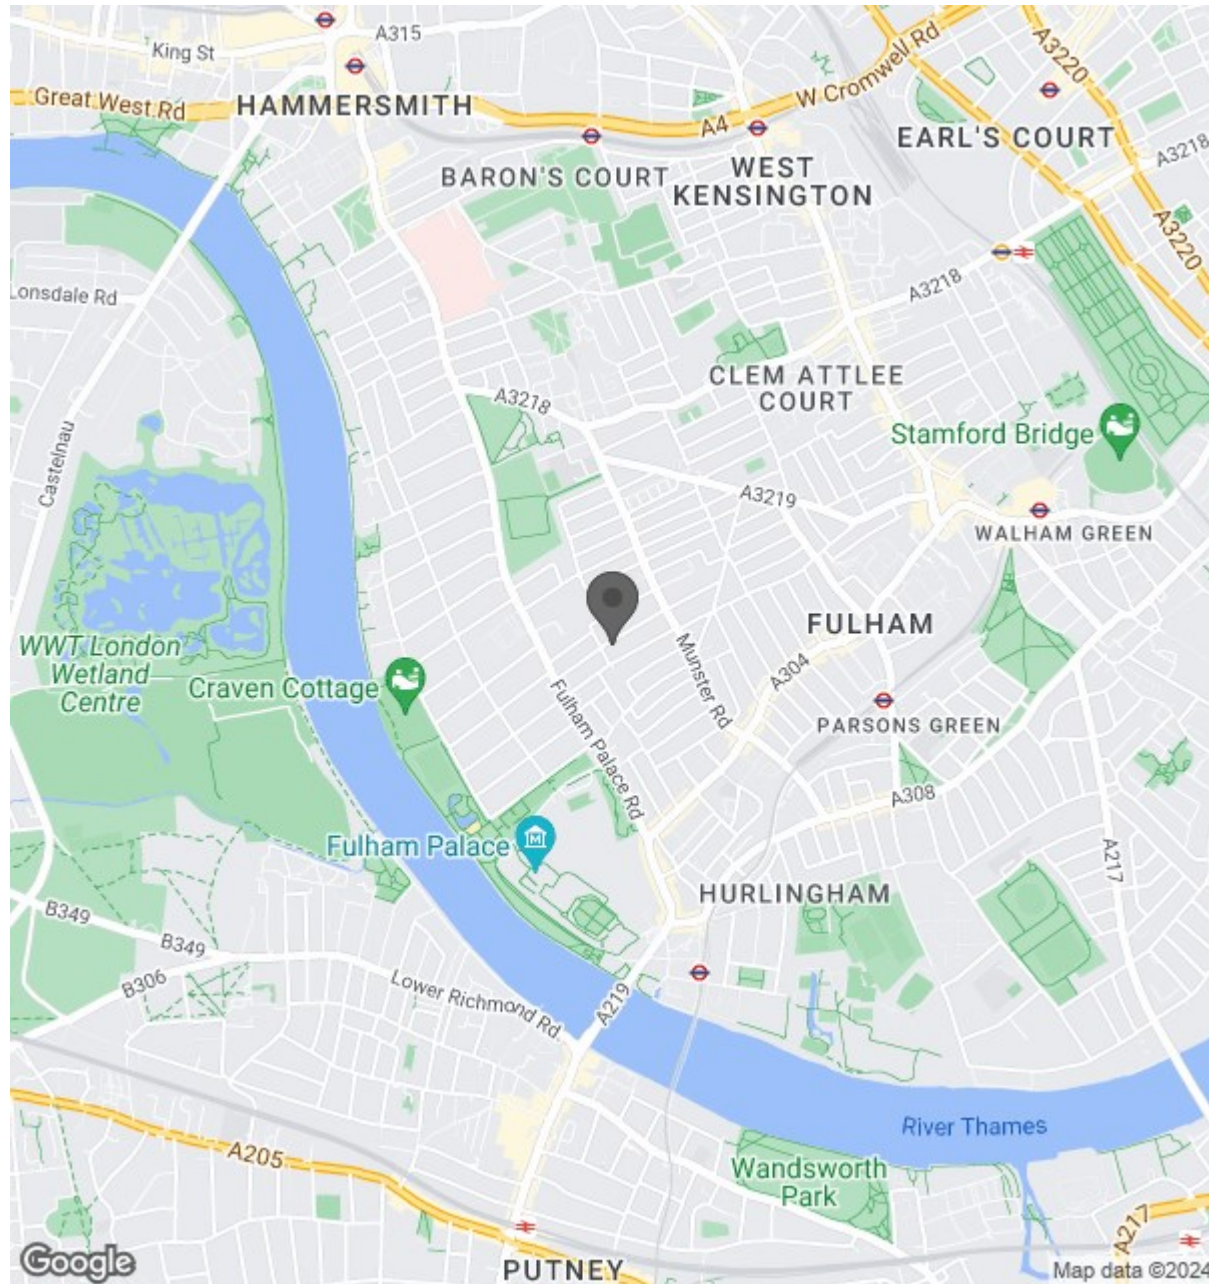 A315
King St
A3220
W Cromwell Rd
Great West Rd
HAMMERSMITH
A4
EARL'S COURT
A3218
BARON'S COURT
WEST
KENSINGTON
A3220
Lonsdale Rd
A3218
CLEM ATTLEE
COURT
A3218
Stamford Bridge
Castelnau
A3219
WALHAM GREEN
FULHAM
WWT London
Wetland
Centre
Munster Rd
A304
Craven Cottage
Fulham Palace Rd
PARSONS GREEN
A308
Fulham Palace
M
A217
HURLINGHAM
B349
B349
B306
Lower Richmond Rd.
A219
River Thames
A205
Wandsworth
Park
A217
Google
PUTNEY
Map data ©2024